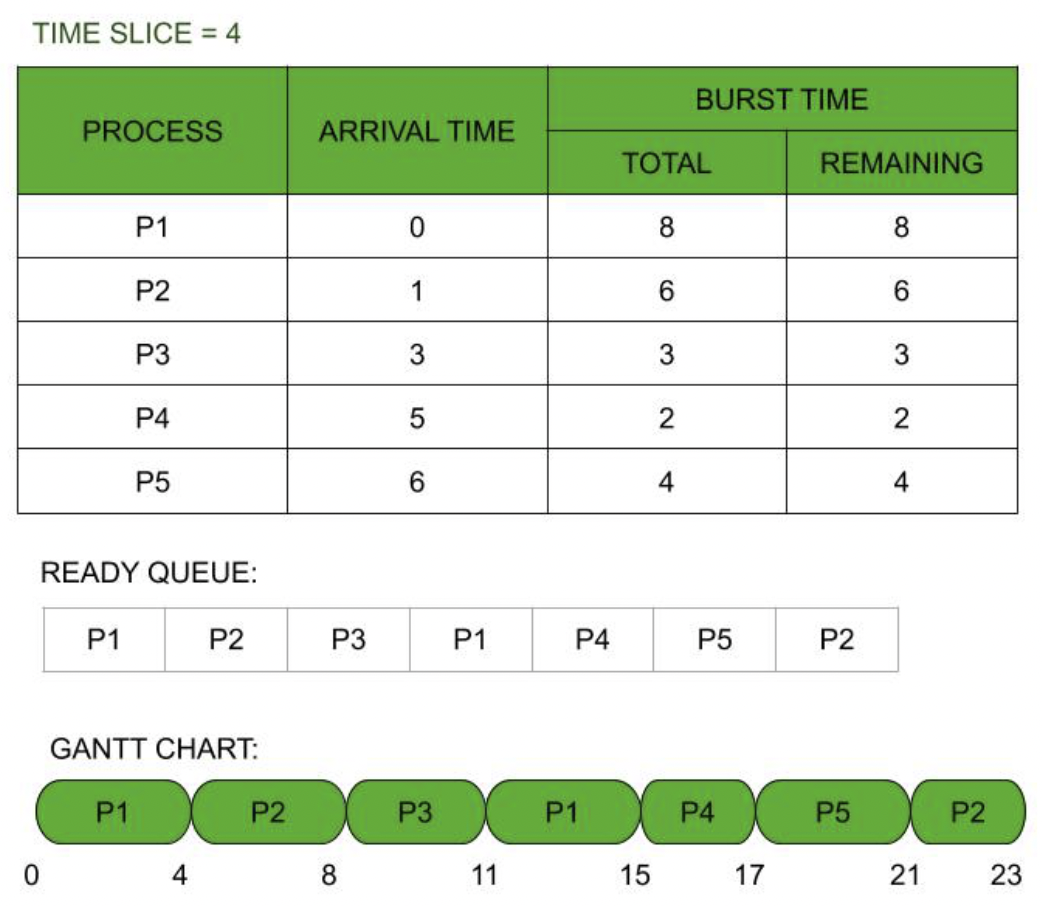 TIME SLICE = 4
PROCESS ARRIVAL TIME BURST TIME
TOTAL REMAINING
P1 0 8 8
P2 1 6 6
P3 3 3 3
P4 5 2 2
P5 6 4 4
READY QUEUE:
P1 P2 P3 P1 P4 P5 P2
GANTT CHART:
P1 P2 P3 P1 P4 P5 P2
0 4 8 11 15 17 21 23